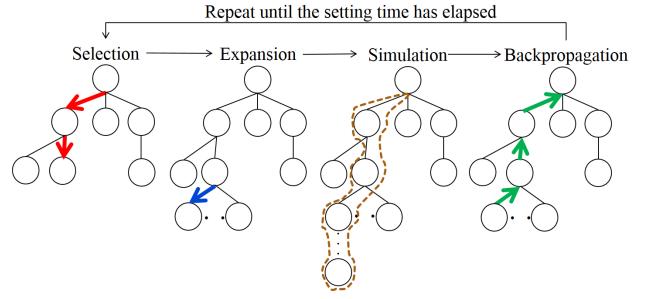 Repeat until the setting time has elapsed
Selection Expansion Simulation Backpropagation